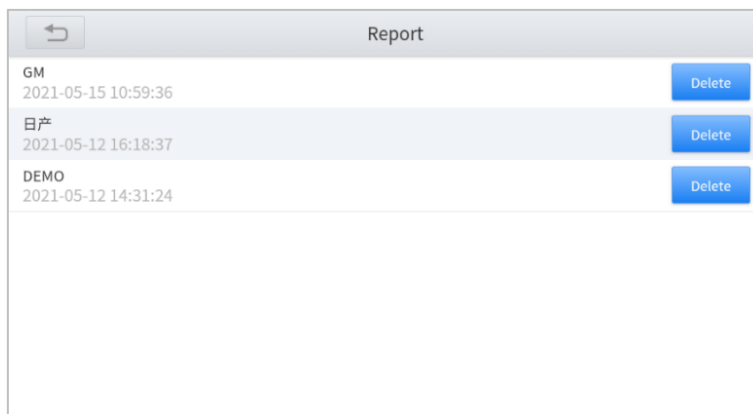 Report
GM
2021-05-15 10:59:36
Delete
日产
2021-05-12 16:18:37
Delete
DEMO
2021-05-12 14:31:24
Delete